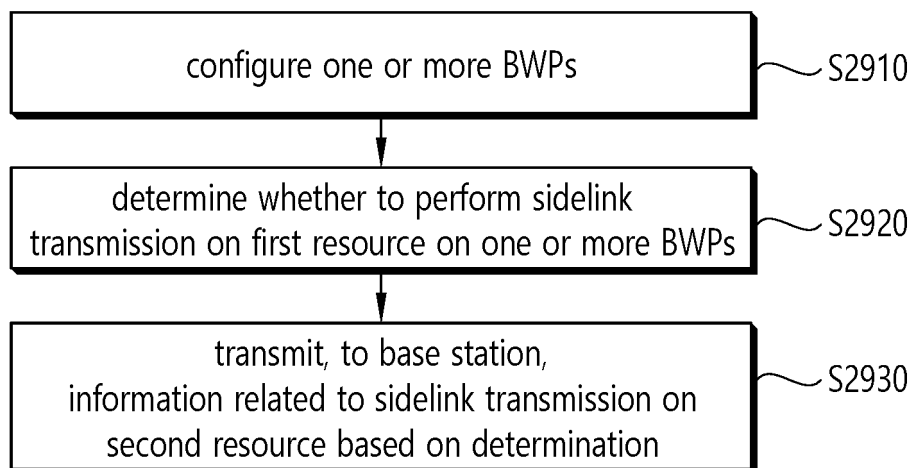 configure one or more BWPs
S2910
determine whether to perform sidelink
transmission on first resource on one or more BWPs
S2920
transmit, to base station,
information related to sidelink transmission on
second resource based on determination
S2930